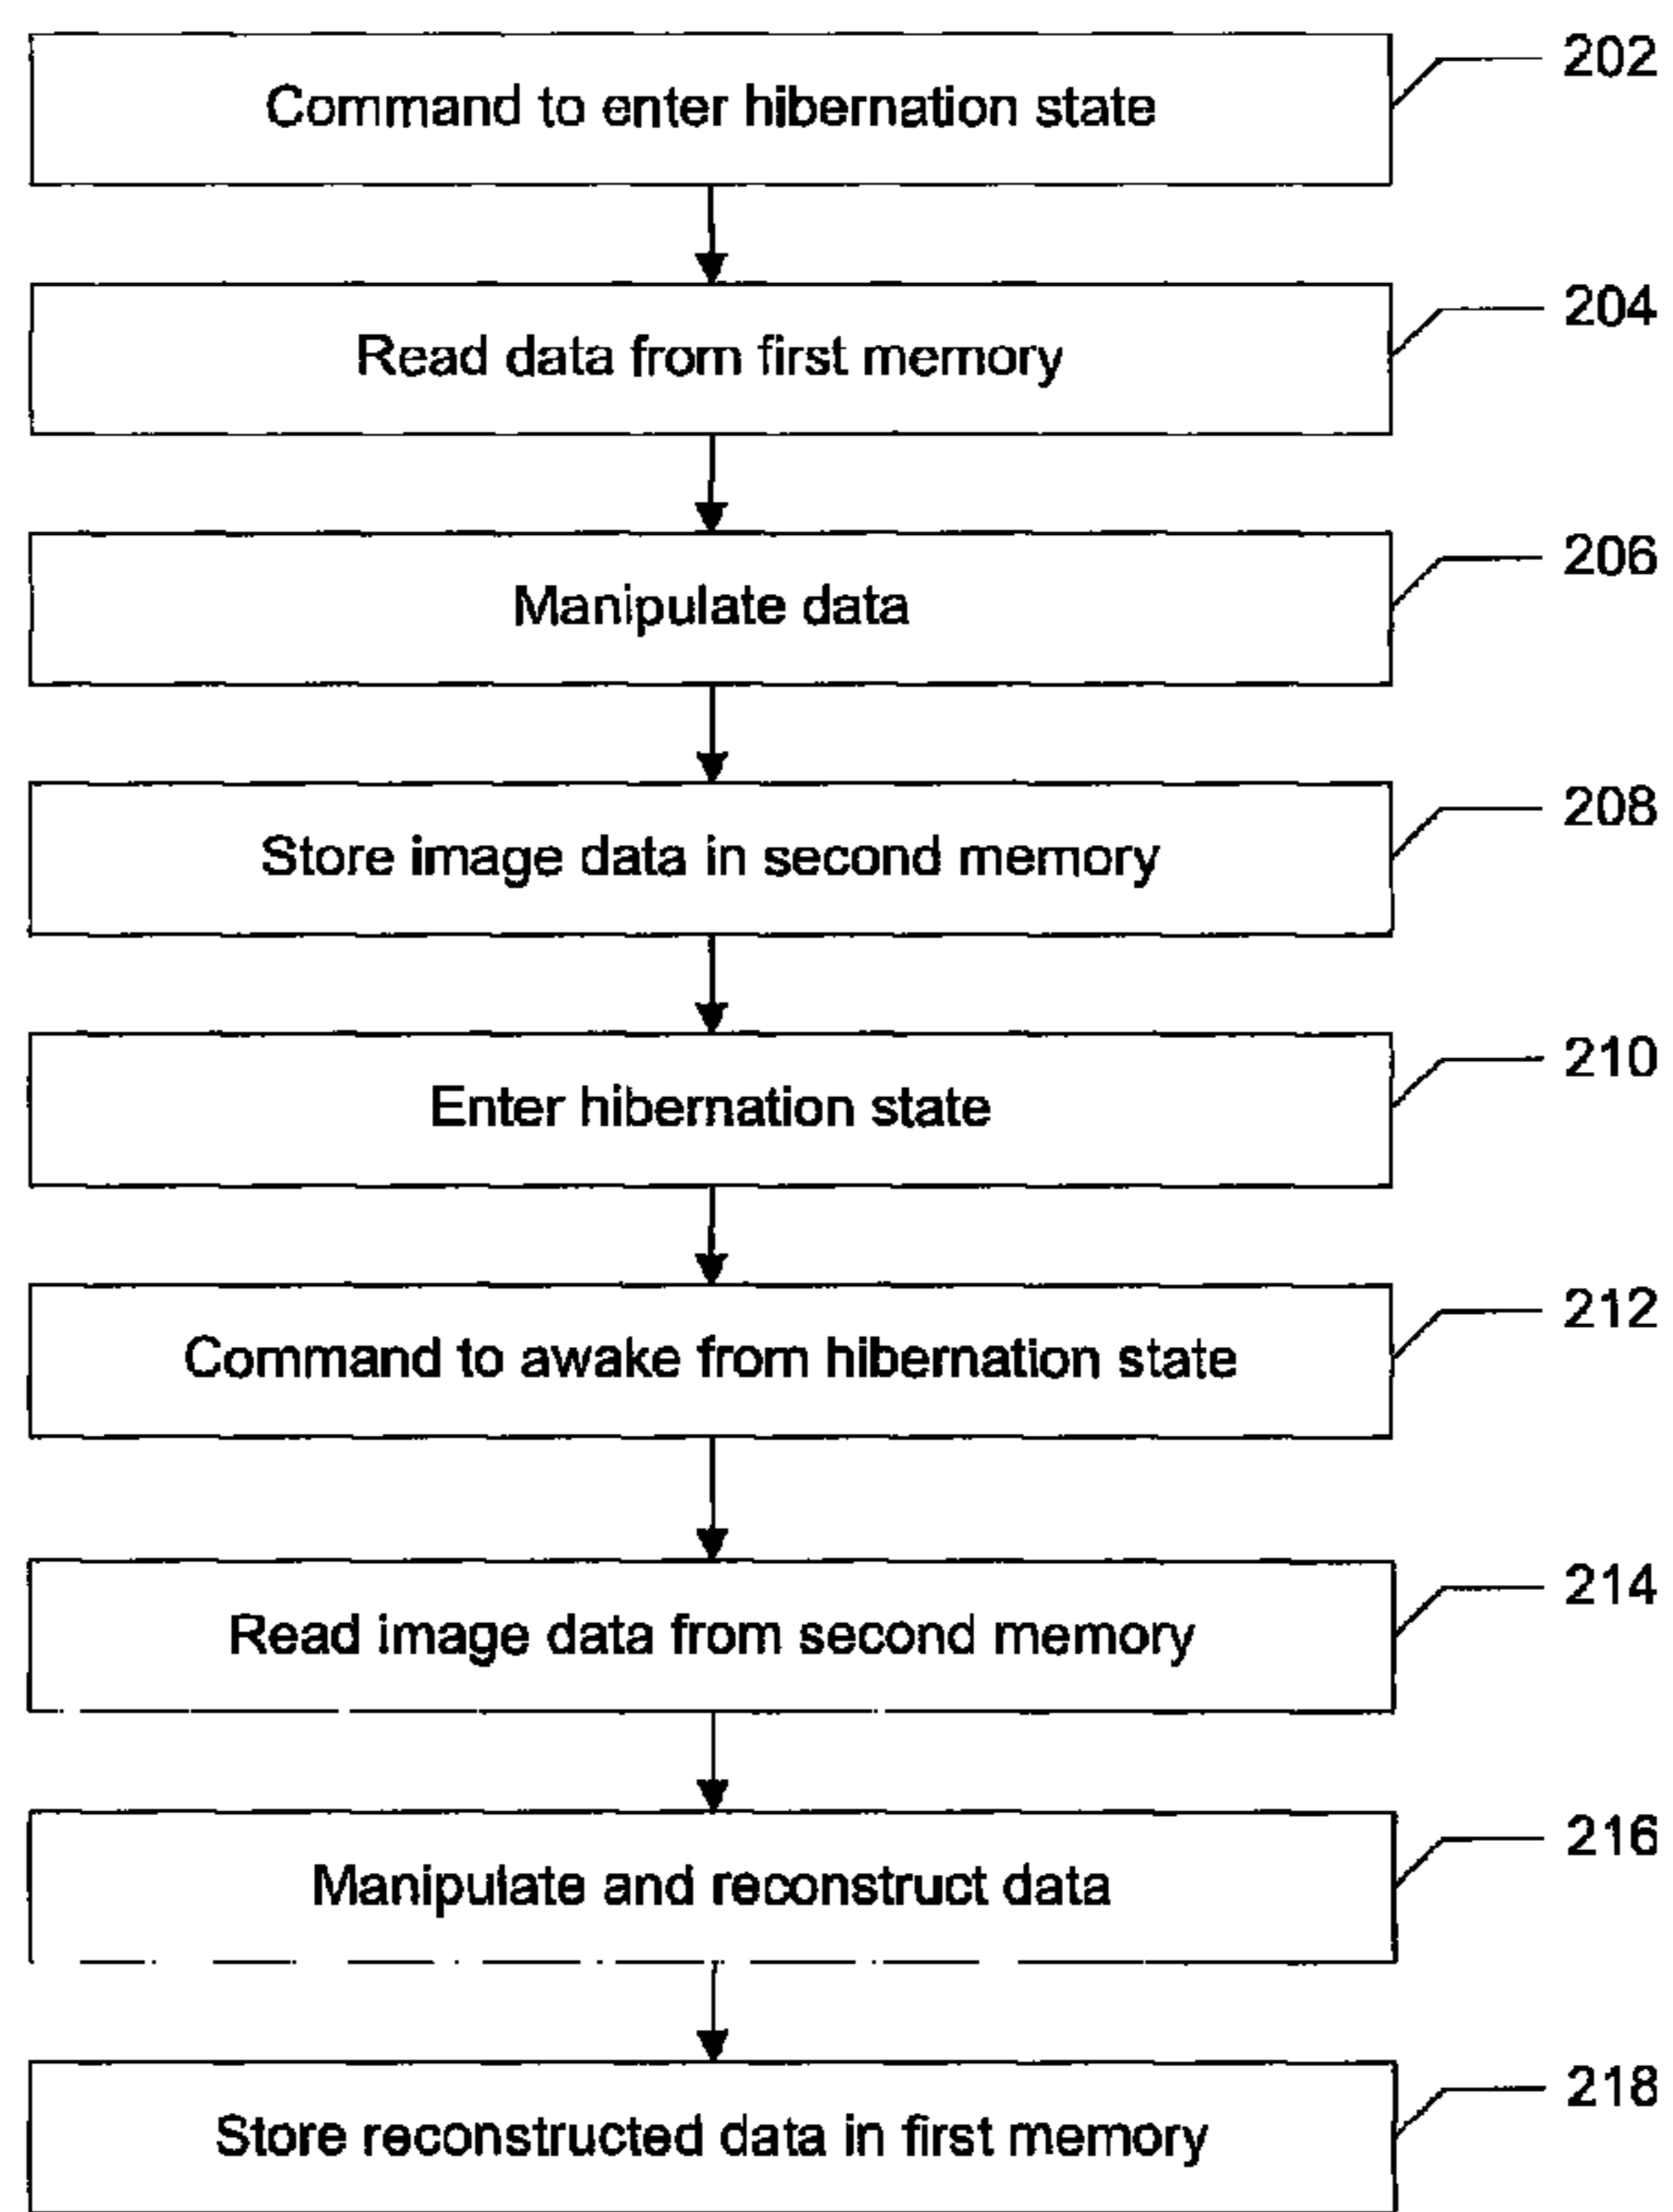 Command to enter hibernation state 202
Read data from first memory 204
Manipulate data 206
Store image data in second memory 208
Enter hibernation state 210
Command to awake from hibernation state 212
Read image data from second memory 214
Manipulate and reconstruct data 216
Store reconstructed data in first memory 218